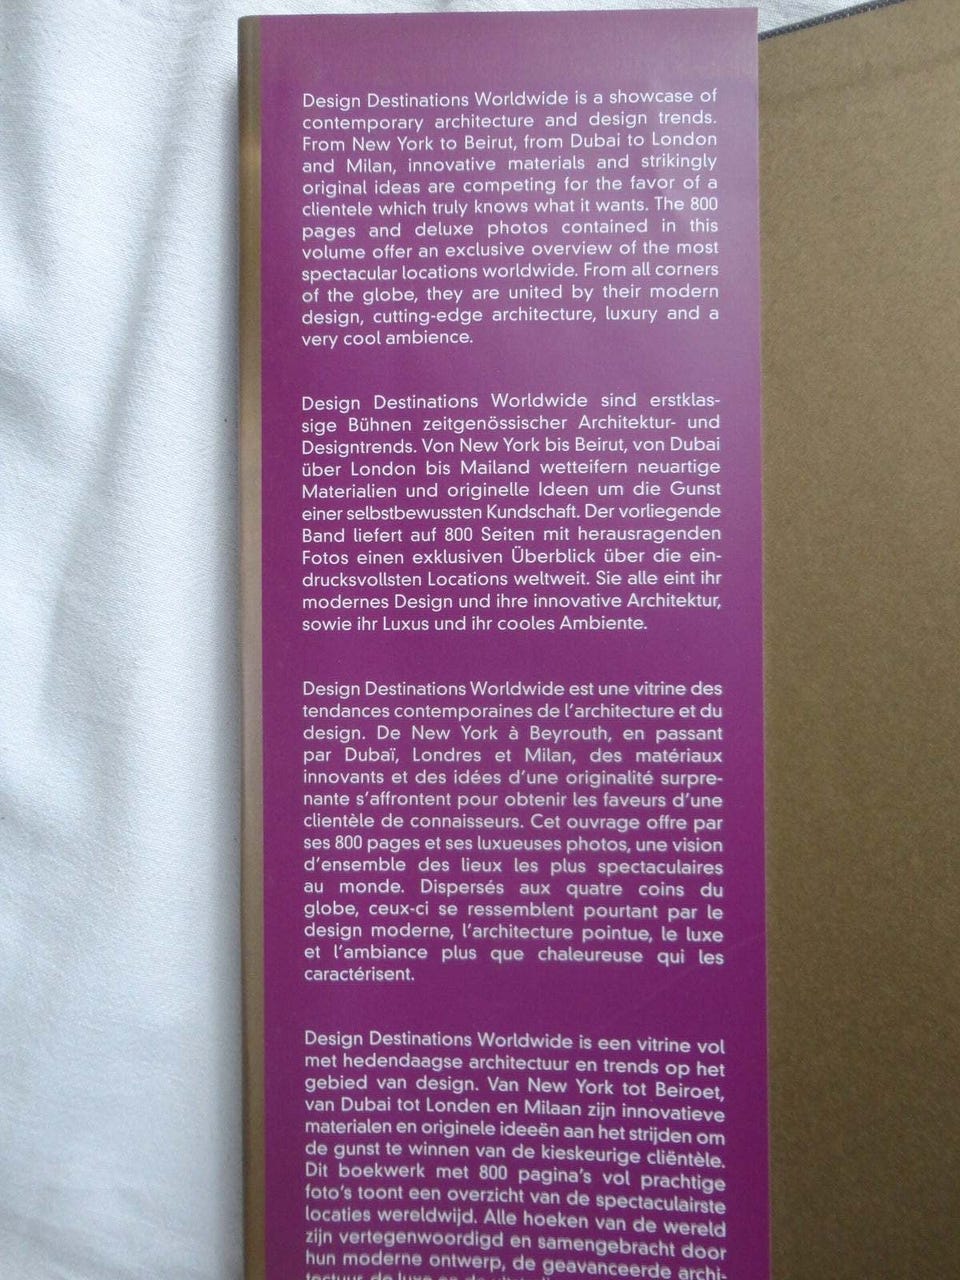 Design Destinations Worldwide is a showcase of
contemporary architecture and design trends.
From New York to Beirut, from Dubai to London
and Milan, innovative materials and strikingly
original ideas are competing for the favor of a
clientele which truly knows what it wants. The 800
pages and deluxe photos contained in this
volume offer an exclusive overview of the most
spectacular locations worldwide. From all corners
of the globe, they are united by their modern
design, cutting-edge architecture, luxury and a
very cool ambience.
Design Destinations Worldwide sind erstklas-
sige Bühnen zeitgenössischer Architektur- und
Designtrends. Von New York bis Beirut, von Dubai
über London bis Mailand wetteifern neuartige
Materialien und originelle Ideen um die Gunst
einer selbstbewussten Kundschaft. Der vorliegende
Band liefert auf 800 Seiten mit herausragenden
Fotos einen exklusiven Überblick über die ein-
drucksvollsten Locations weltweit. Sie alle eint ihr
modernes Design und ihre innovative Architektur,
sowie ihr Luxus und ihr cooles Ambiente.
Design Destinations Worldwide est une vitrine des
tendances contemporaines de l'architecture et du
design. De New York à Beyrouth, en passant
par Dubaï, Londres et Milan, des matériaux
innovants et des idées d'une originalité surpre-
nante s'affrontent pour obtenir les faveurs d'une
clientèle de connaisseurs. Cet ouvrage offre par
ses 800 pages et ses luxueuses photos, une vision
d'ensemble des lieux les plus spectaculaires
au monde. Dispersés aux quatre coins du
globe, ceux-ci se ressemblent pourtant par le
design moderne, l'architecture pointue, le luxe
et l'ambiance plus que chaleureuse qui les
caractérisent.
Design Destinations Worldwide is een vitrine vol
met hedendaagse architectuur en trends op het
gebied van design. Van New York tot Beiroet,
van Dubai tot Londen en Milaan zijn innovatieve
materialen en originele ideeën aan het strijden om
de gunst te winnen van de kieskeurige cliëntèle.
Dit boekwerk met 800 pagina's vol prachtige
foto's toont een overzicht van de spectaculairste
locaties wereldwijd. Alle hoeken van de wereld
zijn vertegenwoordigd en samengebracht door
hun moderne ontwerp, de geavanceerde archi-
tectuur, de luxe en de